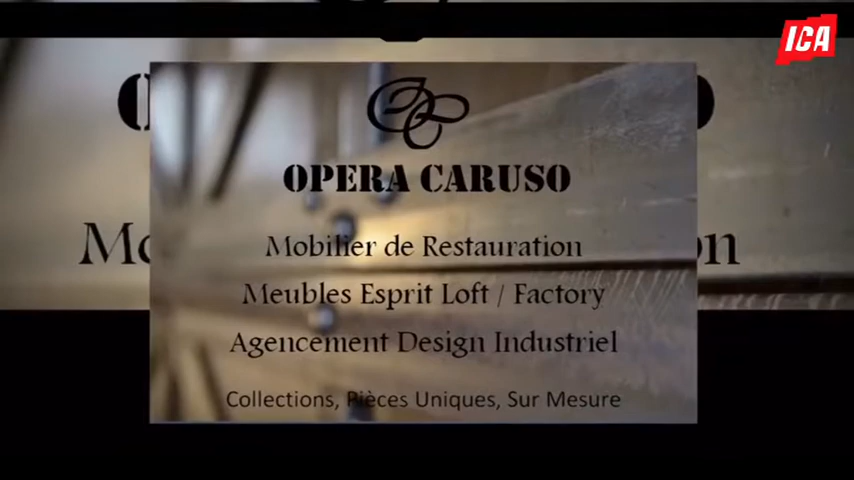 ICA
OPERA CARUSO
Mobilier de Restauration
Meubles Esprit Loft / Factory
Agencement Design Industriel
Collections, Pièces Uniques, Sur Mesure